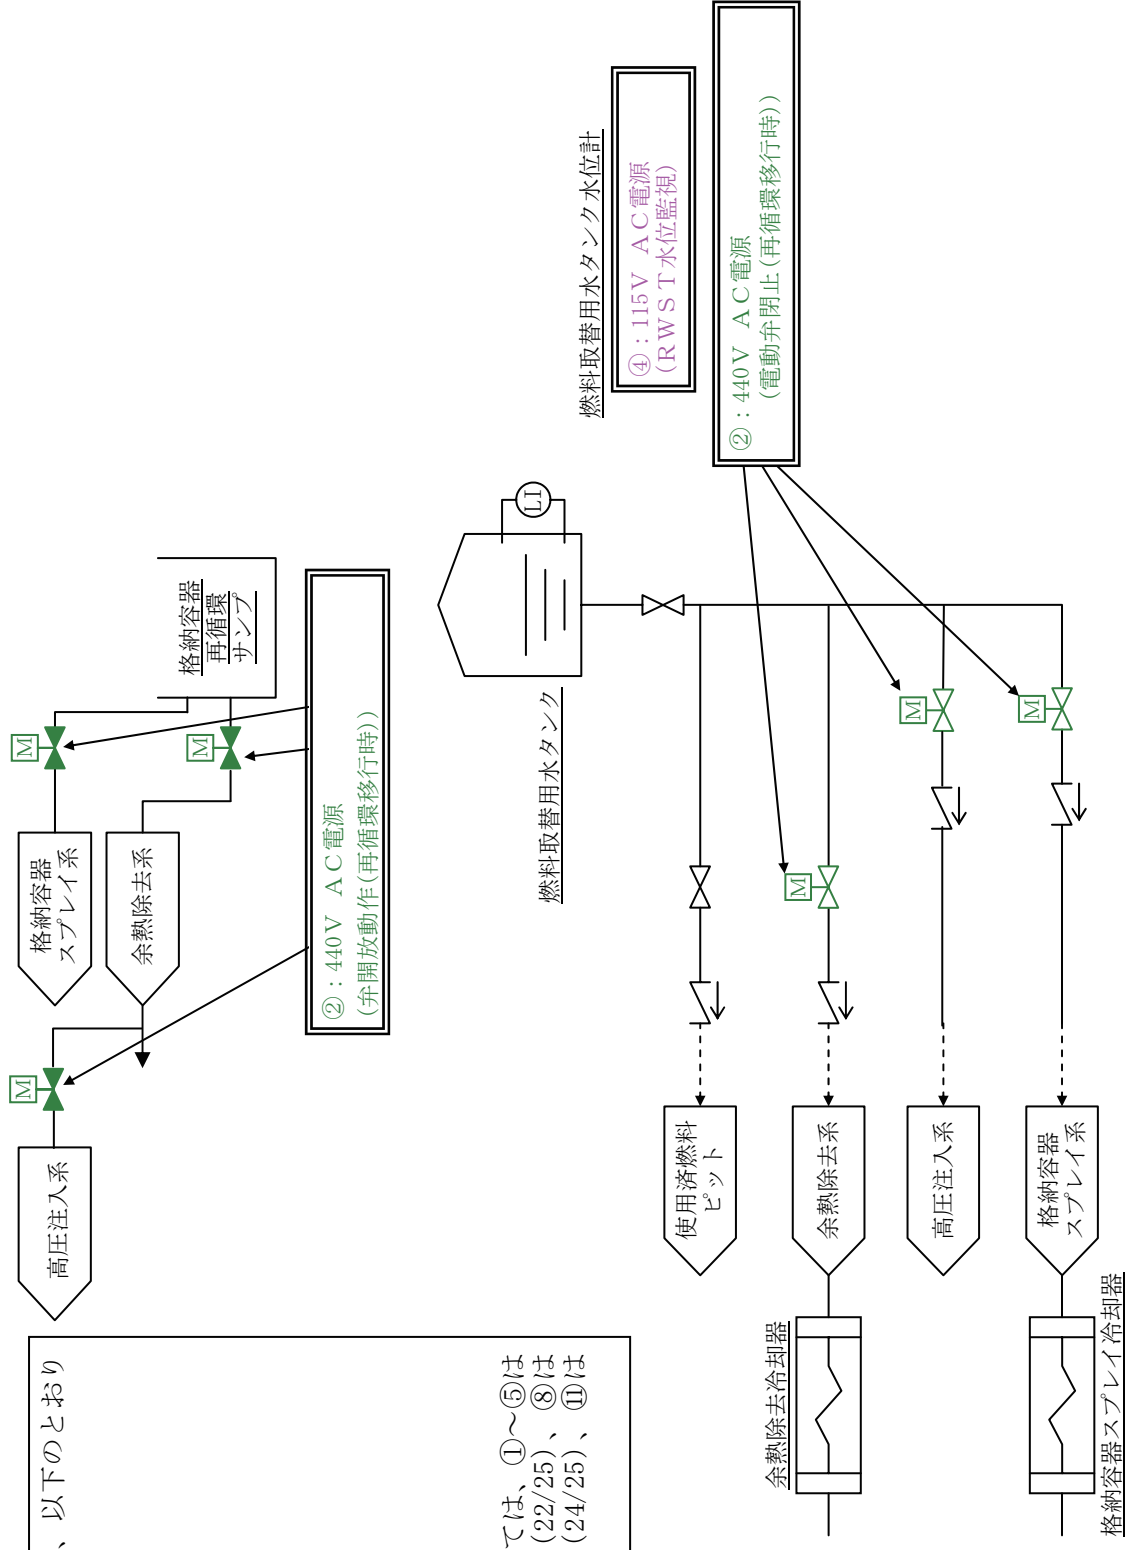 、以下のとおり
ては、①～⑤は
(22/25)、⑧は
(24/25)、⑪は
高圧注入系
M
格納容器
スプレイ系
余熱除去系
M
M
格納容器
再循環
サンプ
②：440V AC電源
(弁開放動作(再循環移行時))
燃料取替用水タンク
LI
燃料取替用水タンク水位計
④：115V AC電源
(RWST水位監視)
②：440V AC電源
(電動弁閉止(再循環移行時))
使用済燃料
ピット
余熱除去冷却器
余熱除去系
M
高圧注入系
M
格納容器スプレイ冷却器
格納容器
スプレイ系
M